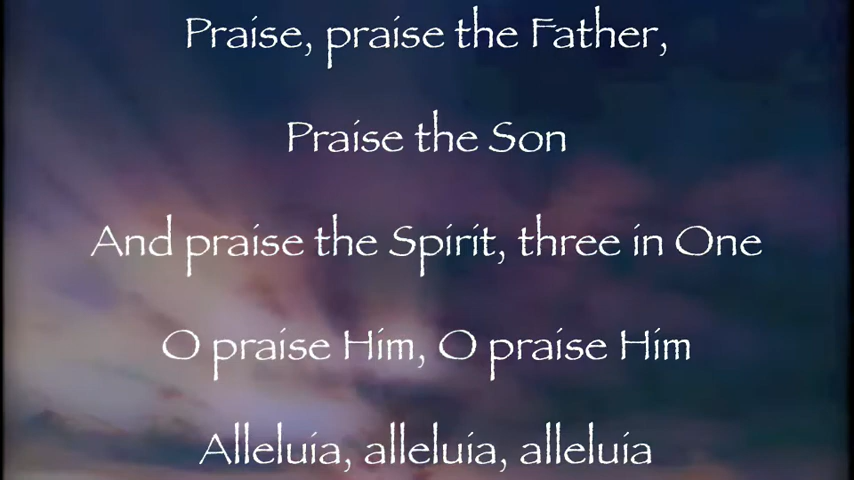 Praise, praise the Father,
Praise the Son
And praise the Spirit, three in One
O praise Him, O praise Him
Alleluia, alleluia, alleluia